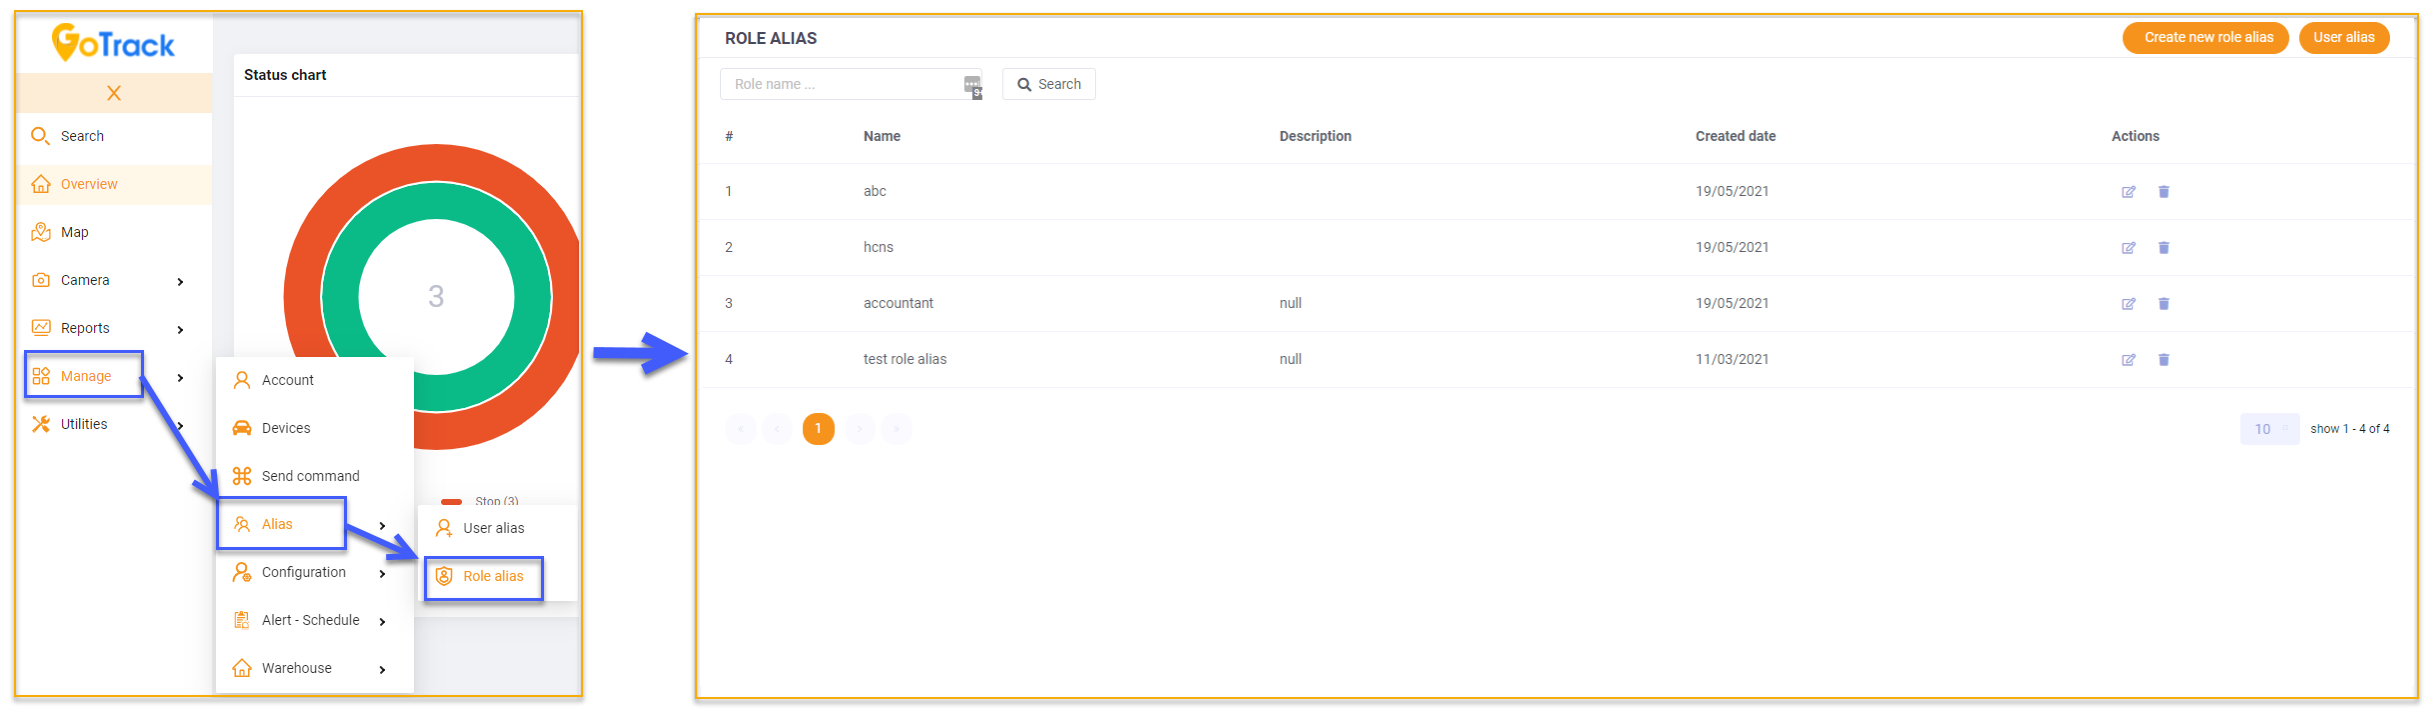 GoTrack
X
Status chart
Search
Overview
Map
Camera
Reports
Manage
Utilities
3
Account
Devices
Send command
Alias
Configuration
Alert - Schedule
Warehouse
Stop (3)
User alias
Role alias
ROLE ALIAS
Create new role alias
User alias
Role name ...
Search
# Name Description Created date Actions
1 abc 19/05/2021
2 hcns 19/05/2021
3 accountant null 19/05/2021
4 test role alias null 11/03/2021
« ‹ 1 › »
10 show 1 - 4 of 4